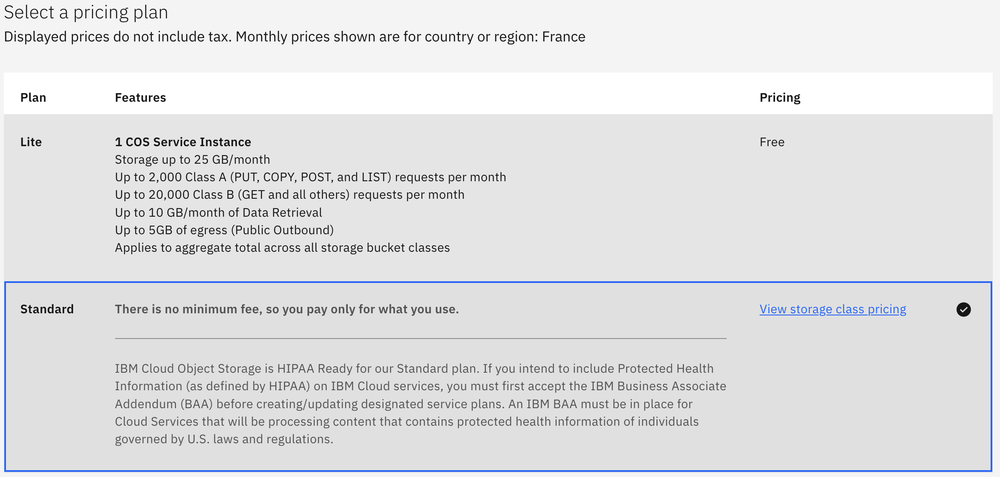 Select a pricing plan
Displayed prices do not include tax. Monthly prices shown are for country or region: France
Plan Features Pricing
Lite 1 COS Service Instance Free
Storage up to 25 GB/month
Up to 2,000 Class A (PUT, COPY, POST, and LIST) requests per month
Up to 20,000 Class B (GET and all others) requests per month
Up to 10 GB/month of Data Retrieval
Up to 5GB of egress (Public Outbound)
Applies to aggregate total across all storage bucket classes
Standard There is no minimum fee, so you pay only for what you use. View storage class pricing
IBM Cloud Object Storage is HIPAA Ready for our Standard plan. If you intend to include Protected Health
Information (as defined by HIPAA) on IBM Cloud services, you must first accept the IBM Business Associate
Addendum (BAA) before creating/updating designated service plans. An IBM BAA must be in place for
Cloud Services that will be processing content that contains protected health information of individuals
governed by U.S. laws and regulations.